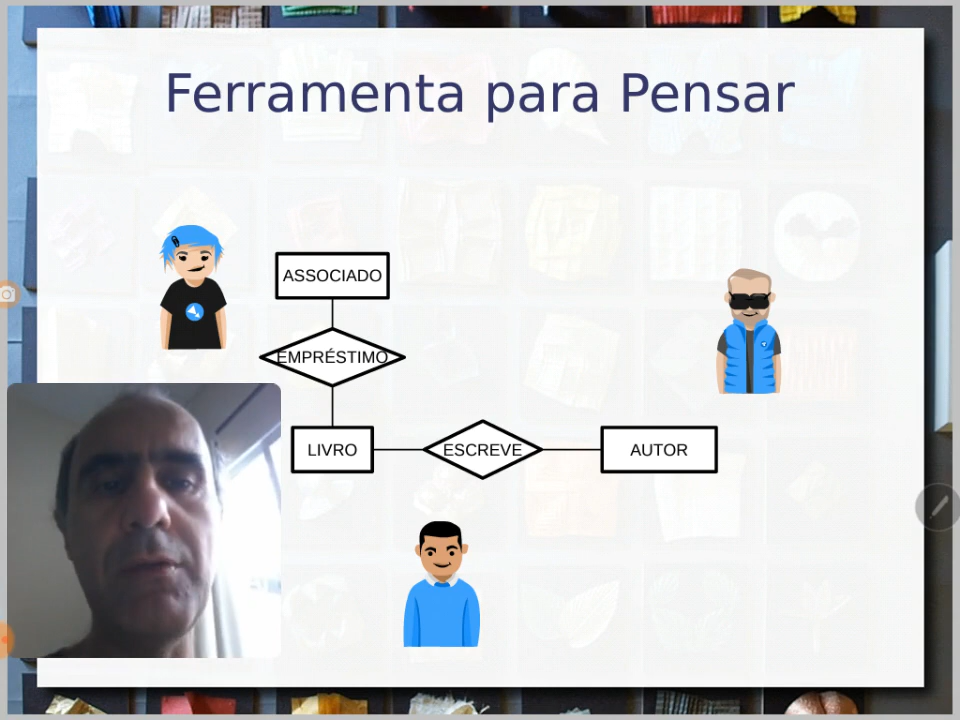 Ferramenta para Pensar
ASSOCIADO
EMPRÉSTIMO
LIVRO
ESCREVE
AUTOR